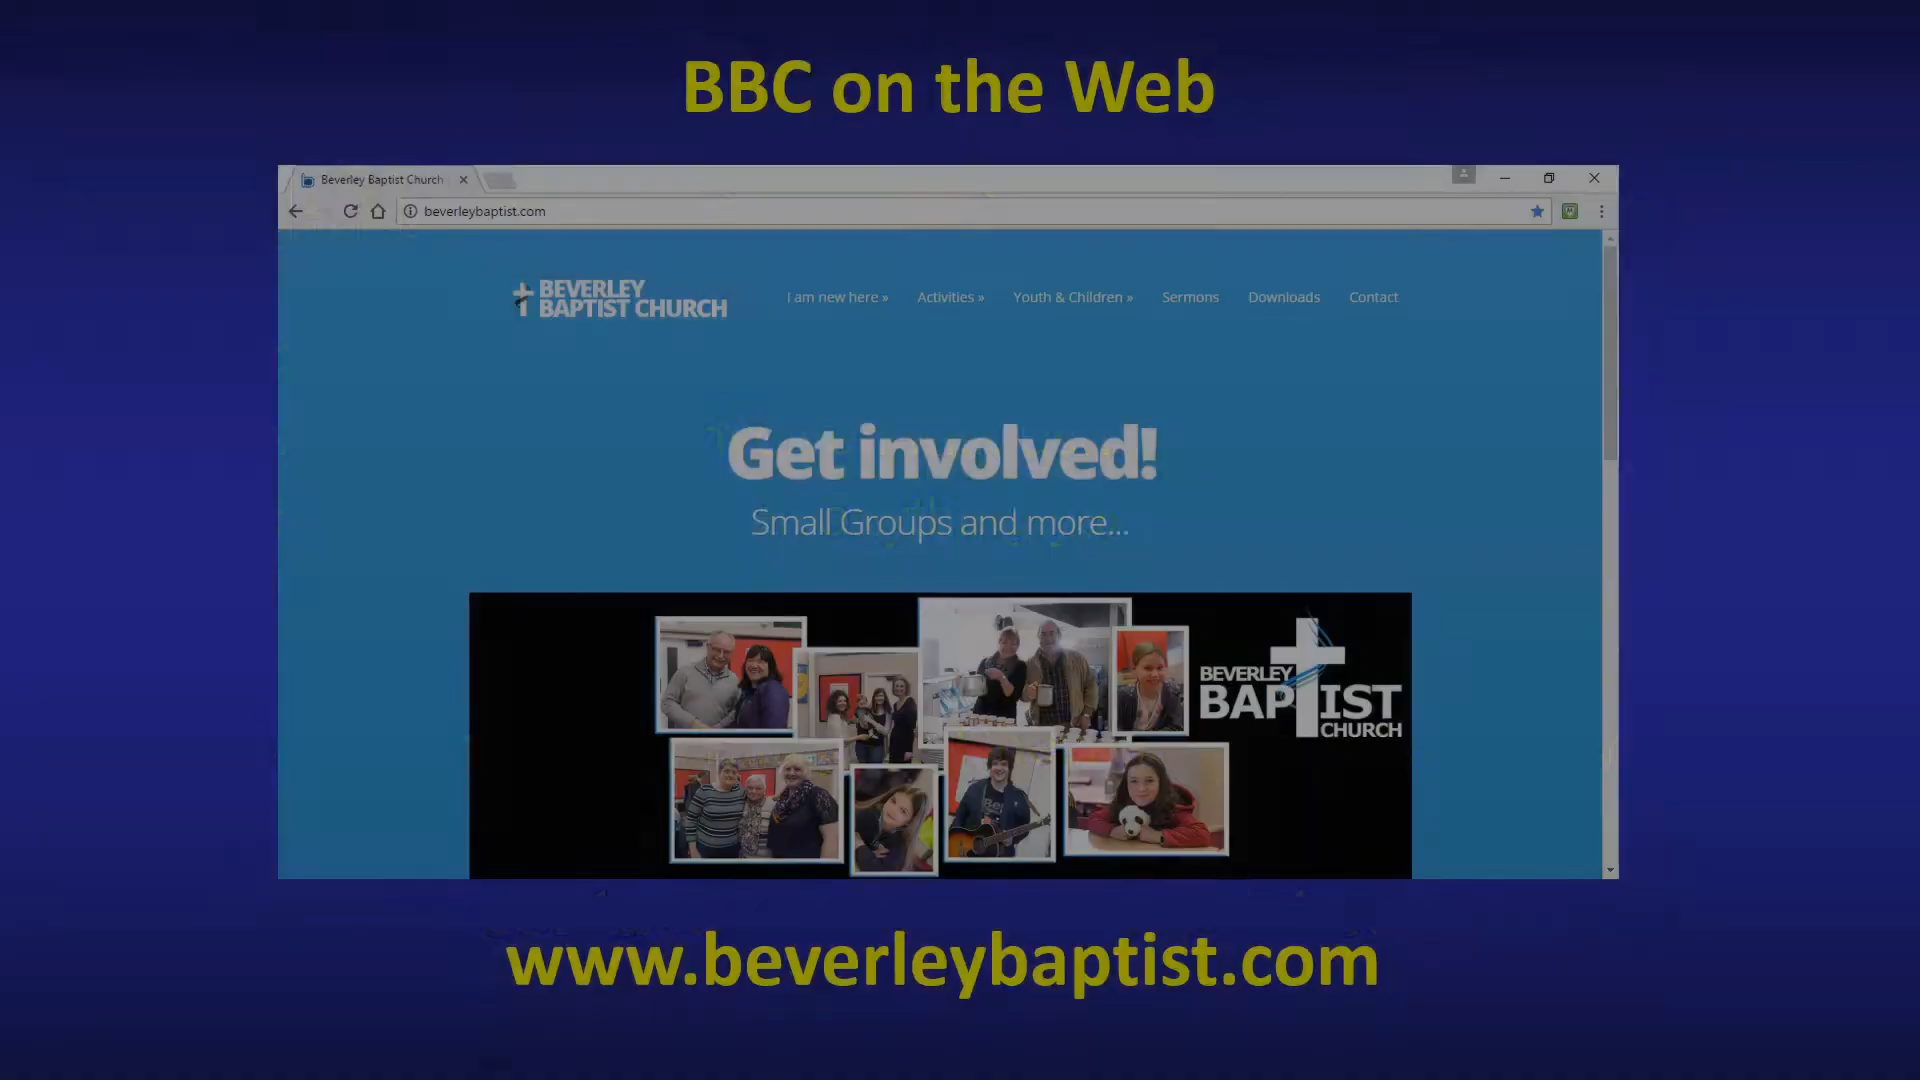 BBC on the Web
Beverley Baptist Church
beverleybaptist.com
BEVERLEY
BAPTIST CHURCH
I am new here »
Activities »
Youth & Children »
Sermons
Downloads
Contact
Get involved!
Small Groups and more...
BEVERLEY
BAPTIST
CHURCH
www.beverleybaptist.com